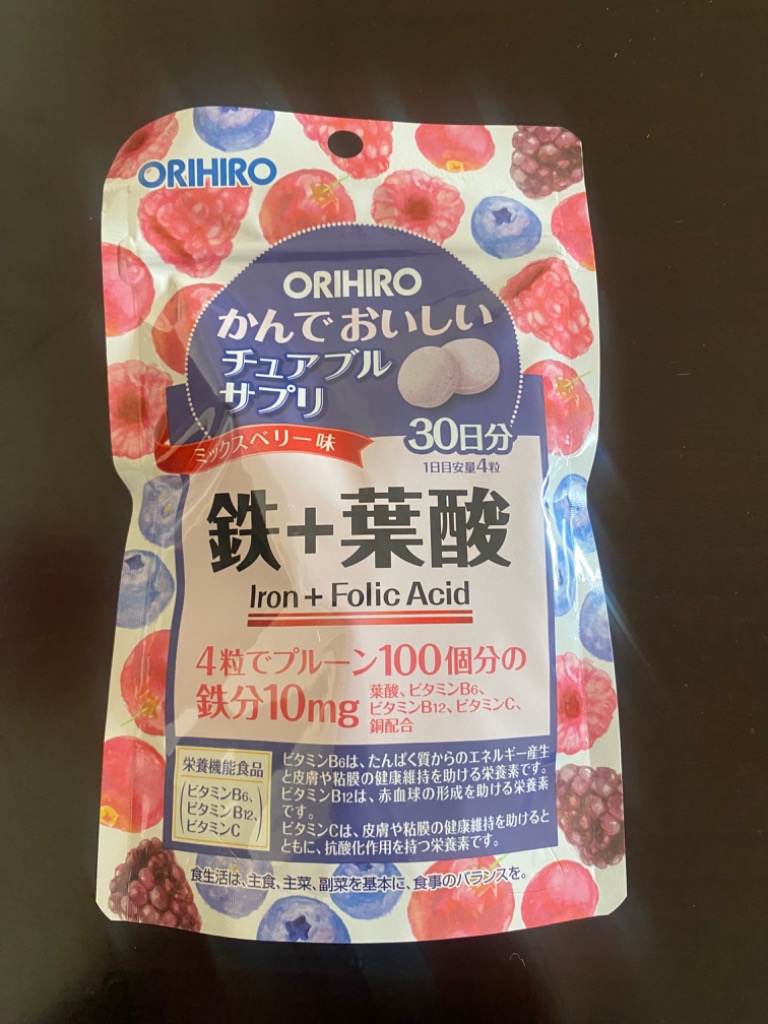 ORIHIRO
ORIHIRO
かんでおいしい
チュアブル
サプリ
ミックスベリー味
30日分
1日目安量4粒
鉄+葉酸
Iron + Folic Acid
4粒でプルーン100個分の
鉄分10mg
葉酸、ビタミンB6、
ビタミンB12、ビタミンC、
銅配合
栄養機能食品
(ビタミンB6、
ビタミンB12、
ビタミンC)
ビタミンB6は、たんぱく質からのエネルギー産生
と皮膚や粘膜の健康維持を助ける栄養素です。
ビタミンB12は、赤血球の形成を助ける栄養素
です。
ビタミンCは、皮膚や粘膜の健康維持を助けると
ともに、抗酸化作用を持つ栄養素です。
食生活は、主食、主菜、副菜を基本に、食事のバランスを。